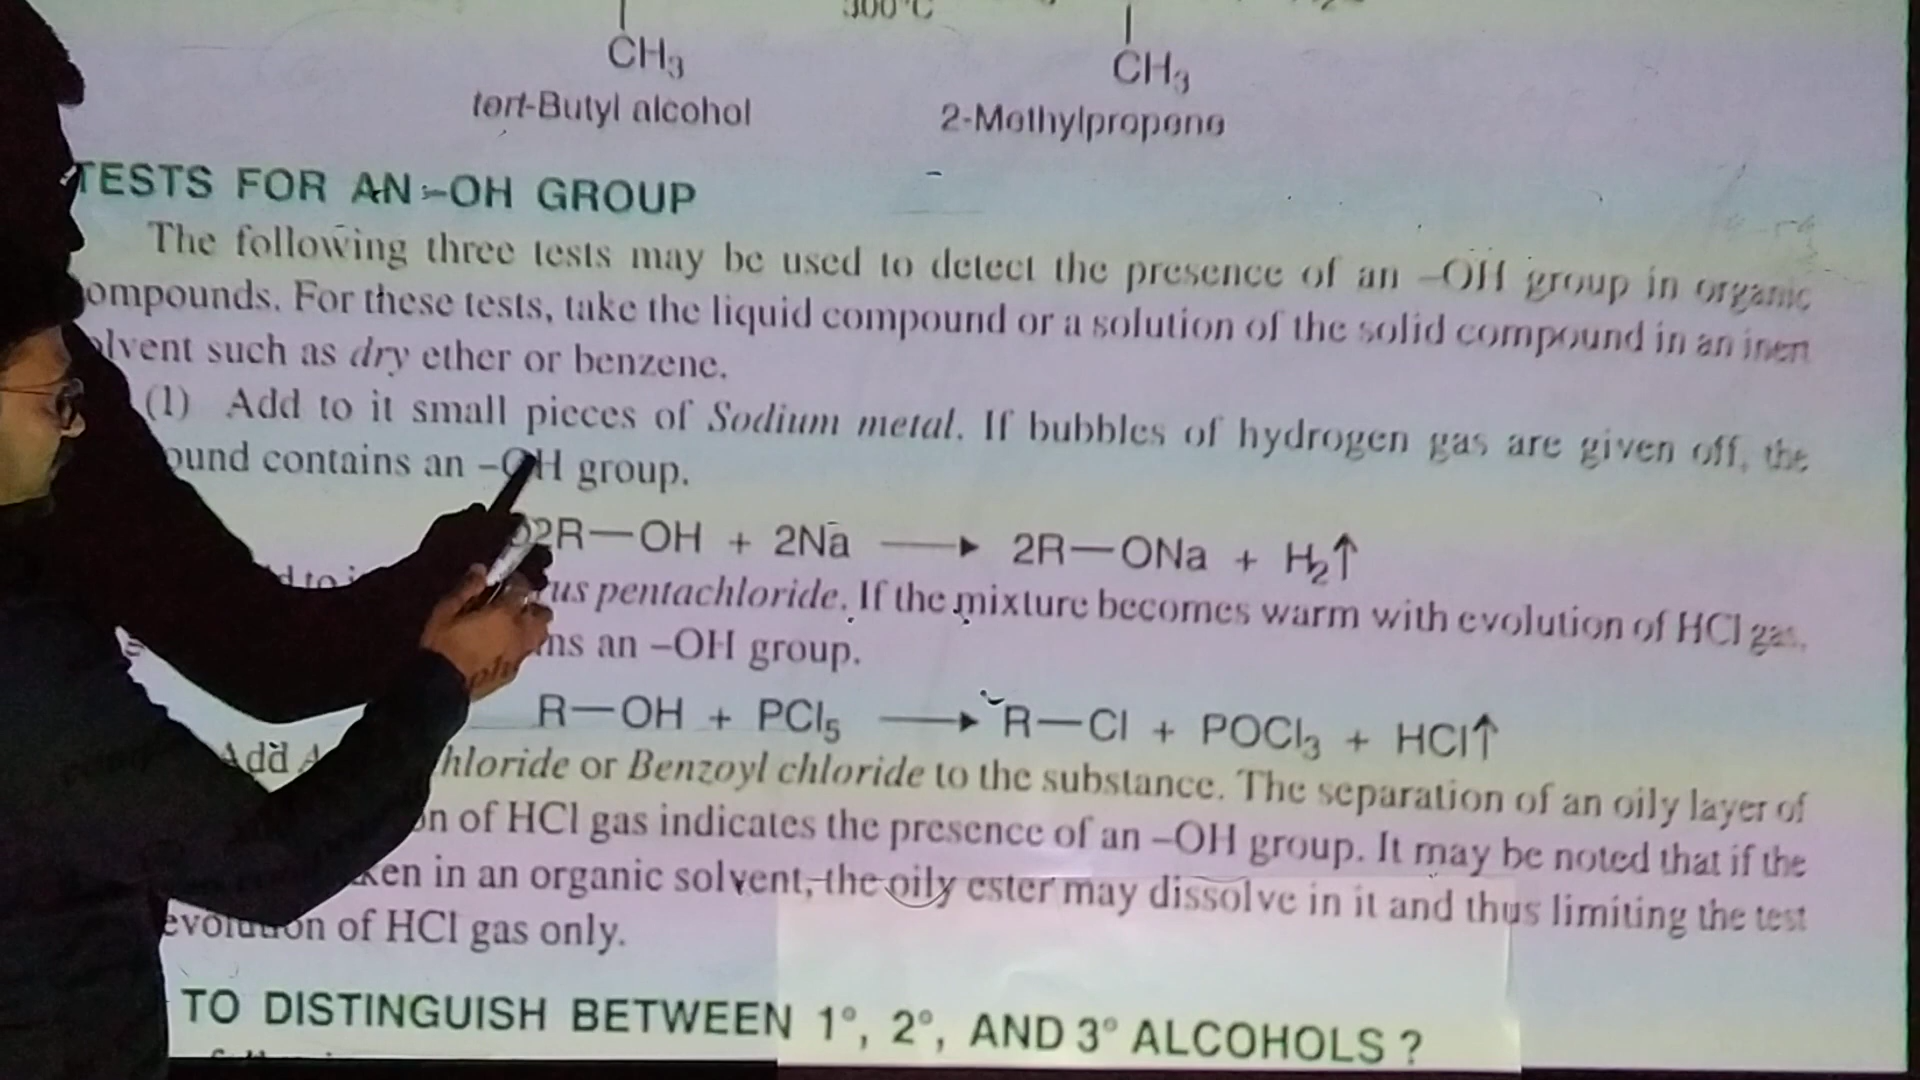 300°C
CH₃ CH₃
tert-Butyl alcohol 2-Methylpropene
TESTS FOR AN –OH GROUP
The following three tests may be used to detect the presence of an –OH group in organic
ompounds. For these tests, take the liquid compound or a solution of the solid compound in an inert
lvent such as dry ether or benzene.
(1) Add to it small pieces of Sodium metal. If bubbles of hydrogen gas are given off, the
ound contains an –OH group.
2R—OH + 2Na ⟶ 2R—ONa + H₂↑
d to i us pentachloride. If the mixture becomes warm with evolution of HCl gas,
ns an –OH group.
R—OH + PCl₅ ⟶ R—Cl + POCl₃ + HCl↑
Add A hloride or Benzoyl chloride to the substance. The separation of an oily layer of
on of HCl gas indicates the presence of an –OH group. It may be noted that if the
ken in an organic solvent, the oily ester may dissolve in it and thus limiting the test
evolution of HCl gas only.
TO DISTINGUISH BETWEEN 1°, 2°, AND 3° ALCOHOLS ?